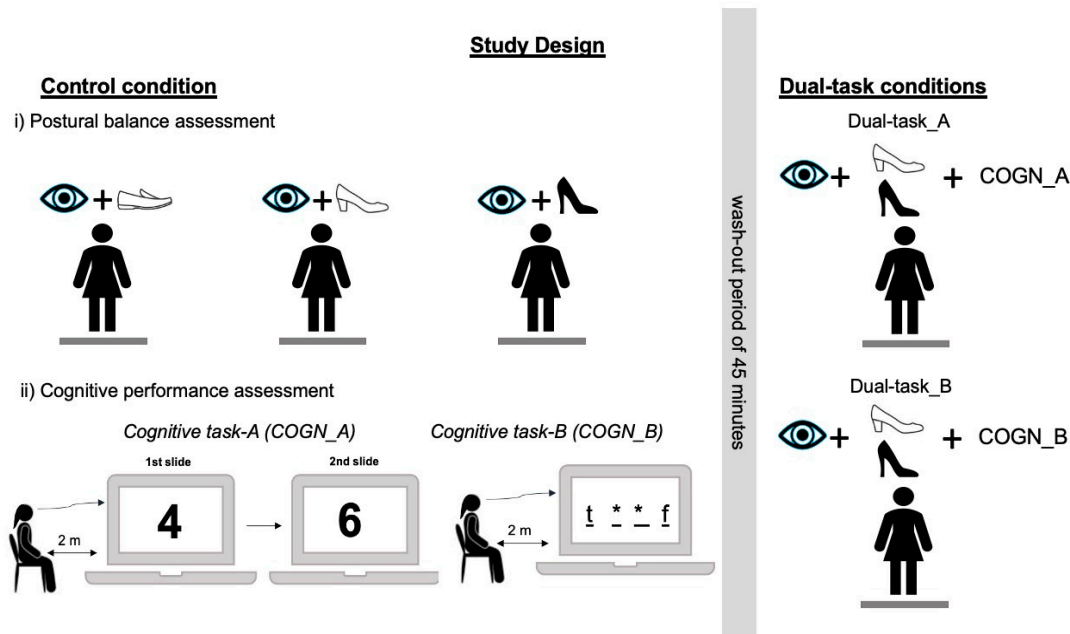 Study Design
Control condition
i) Postural balance assessment
+
+
+
ii) Cognitive performance assessment
Cognitive task-A (COGN_A)
1st slide
2nd slide
4
6
2 m
Cognitive task-B (COGN_B)
t * * f
2 m
wash-out period of 45 minutes
Dual-task conditions
Dual-task_A
+ + COGN_A
Dual-task_B
+ + COGN_B